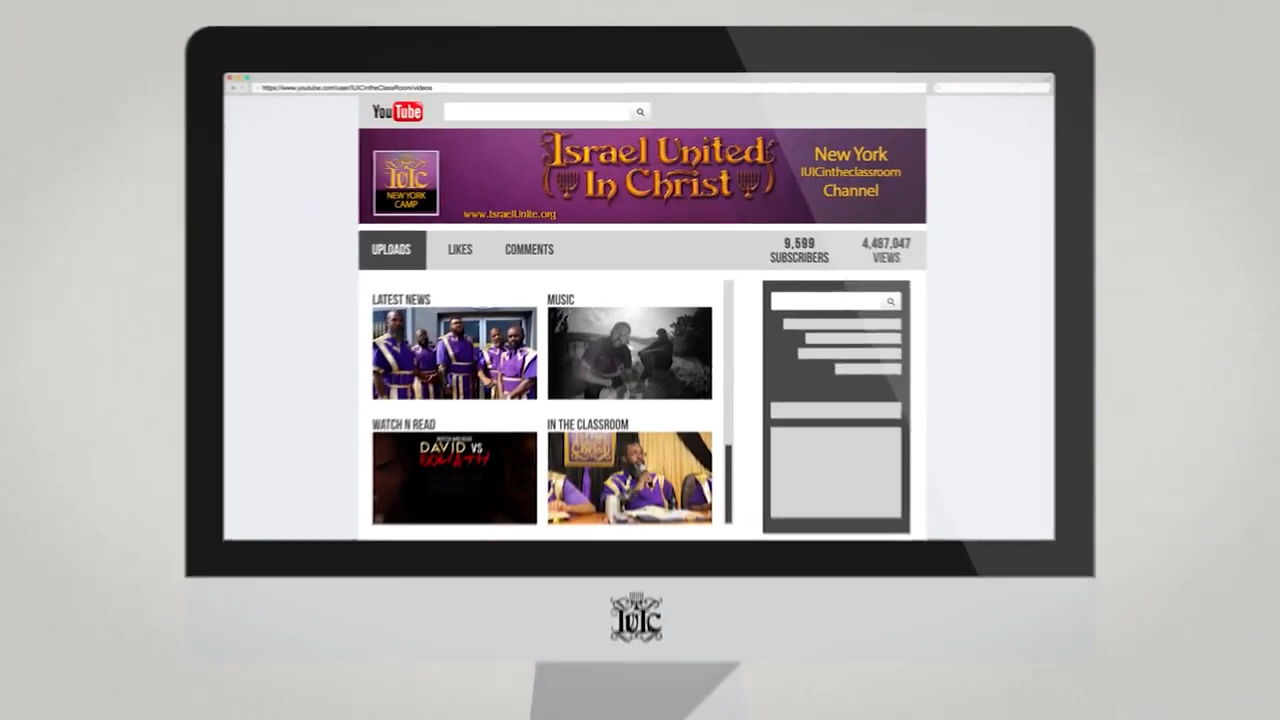 https://www.youtube.com/user/IUICintheClassRoom/videos
YouTube
Israel United
In Christ
IUIC
NEW YORK
CAMP
www.IsraelUnite.org
New York
IUICintheclassroom
Channel
UPLOADS
LIKES
COMMENTS
9,599
SUBSCRIBERS
4,487,047
VIEWS
LATEST NEWS
MUSIC
WATCH N READ
DAVID VS
GOLIATH
IN THE CLASSROOM
Christ
IUIC